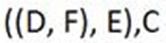 ((D, F), E),C